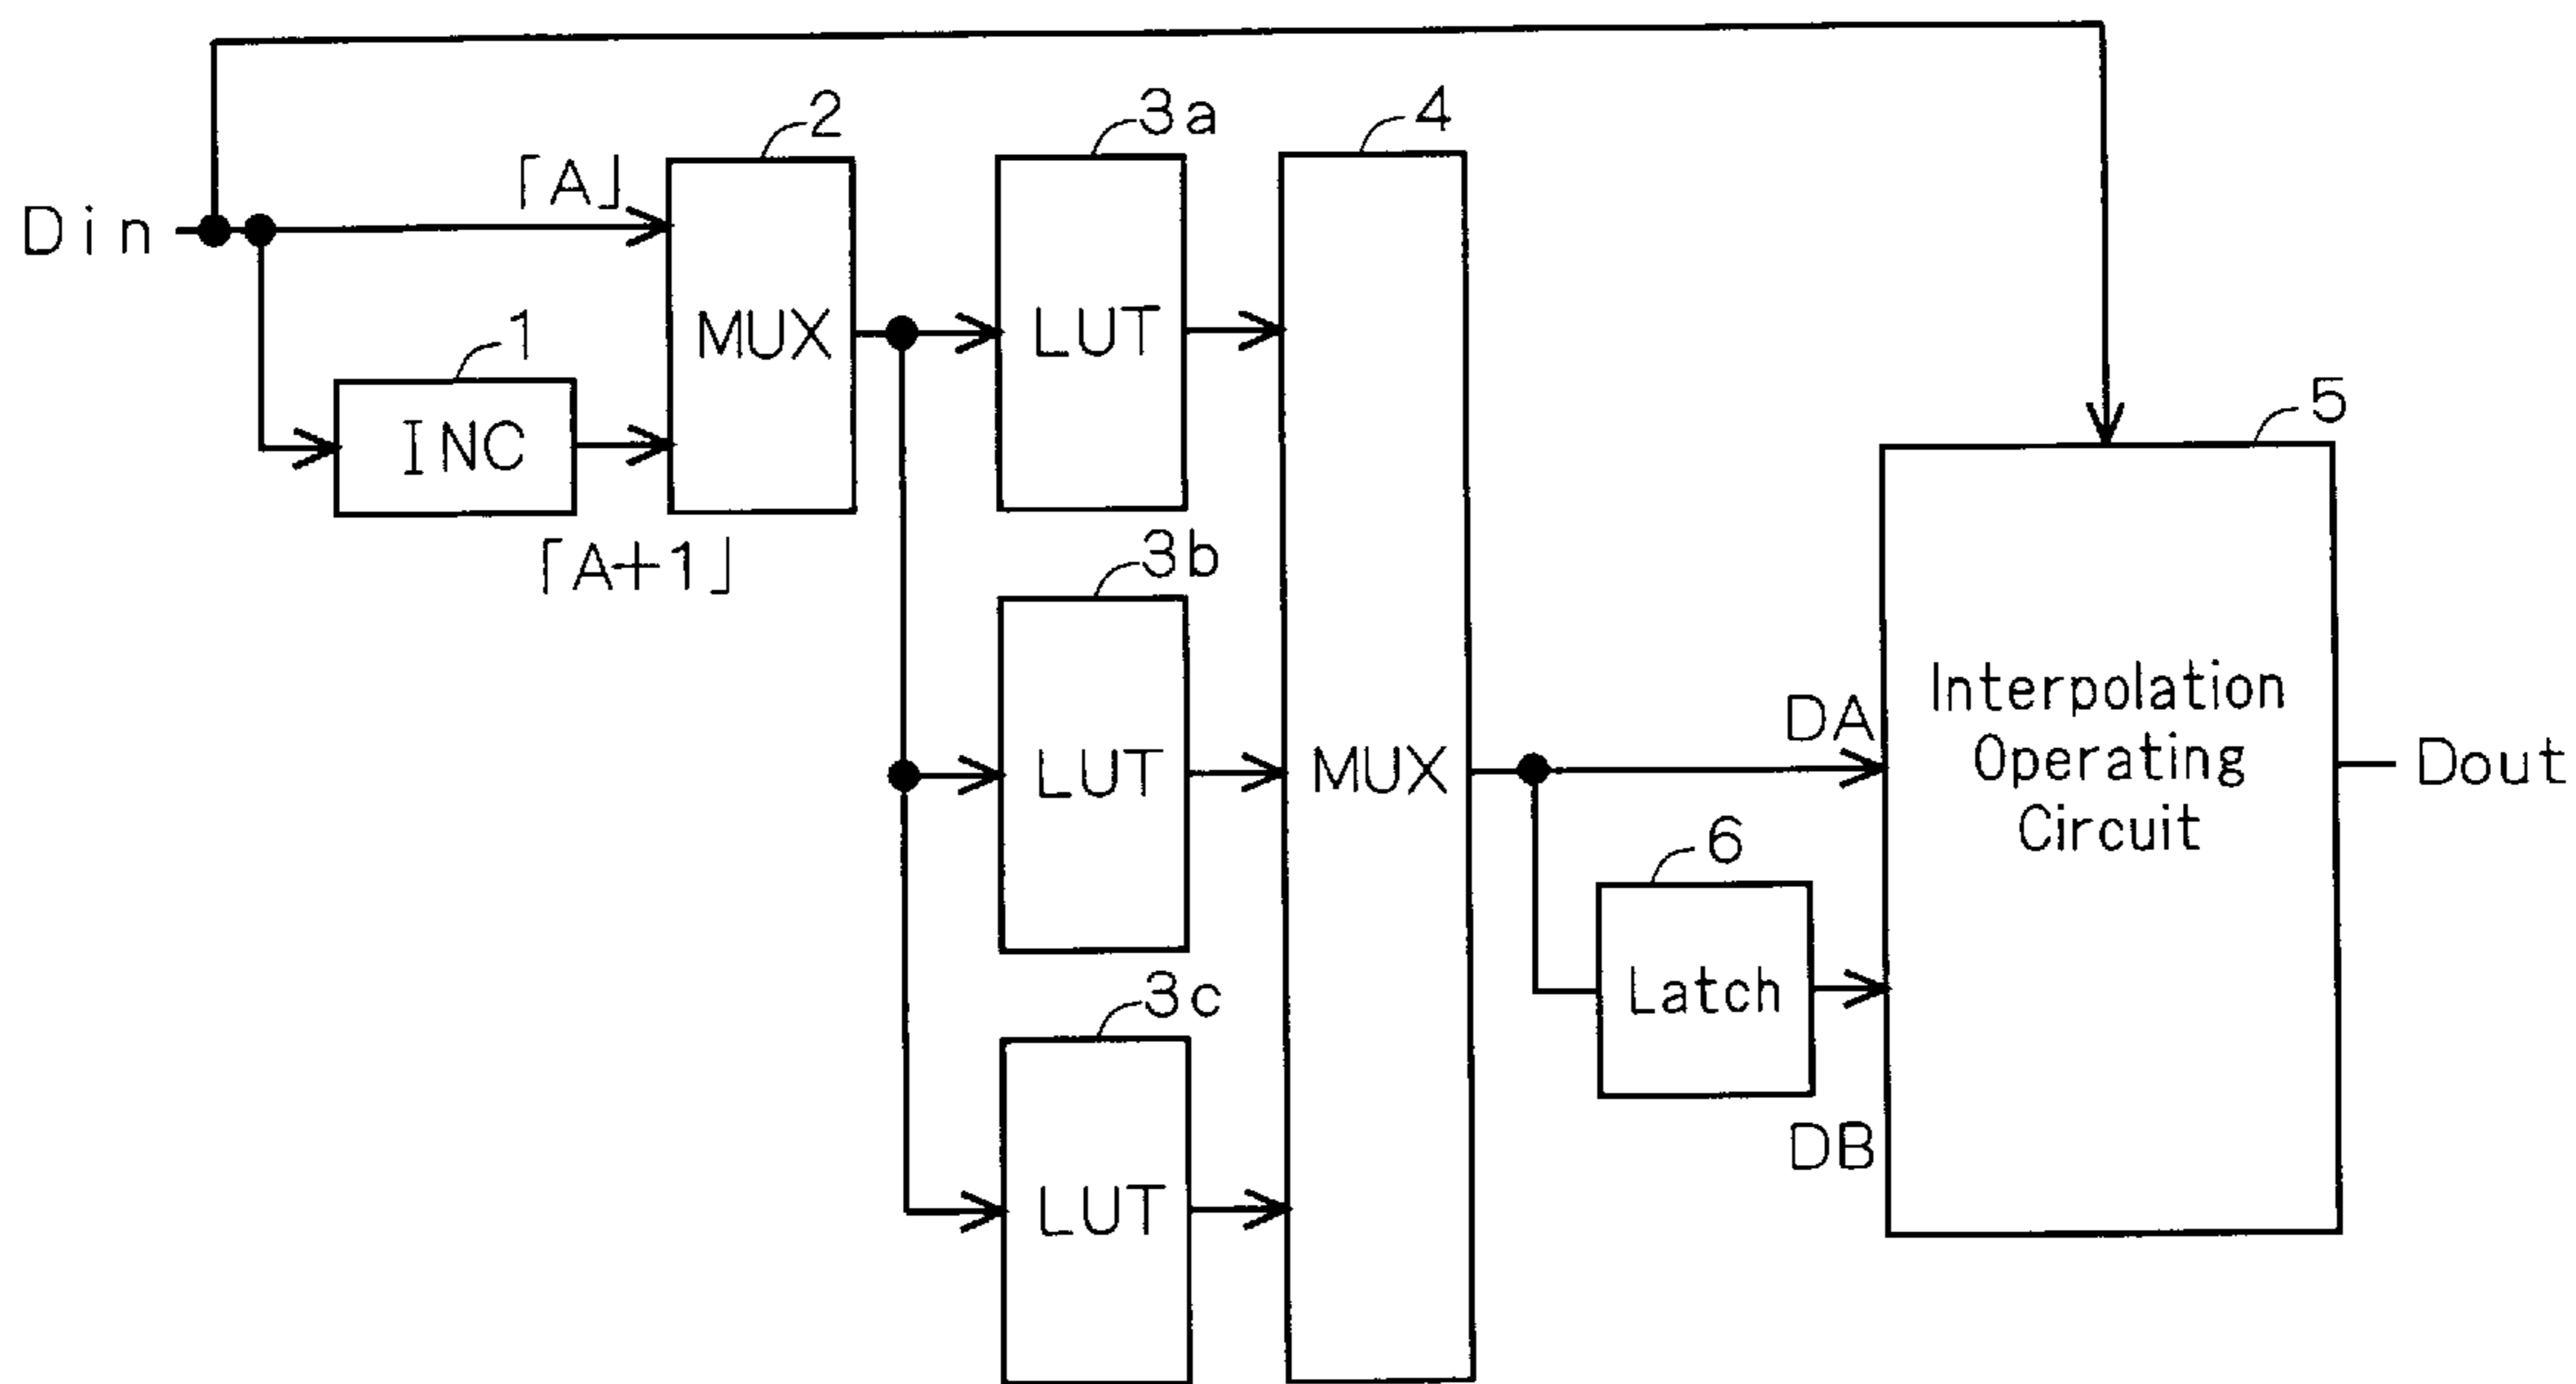 2
3a
4
「A」
Din
MUX
LUT
1
INC
5
「A+1」
3b
LUT
MUX
DA
Interpolation
Operating
Circuit
Dout
6
Latch
3c
DB
LUT